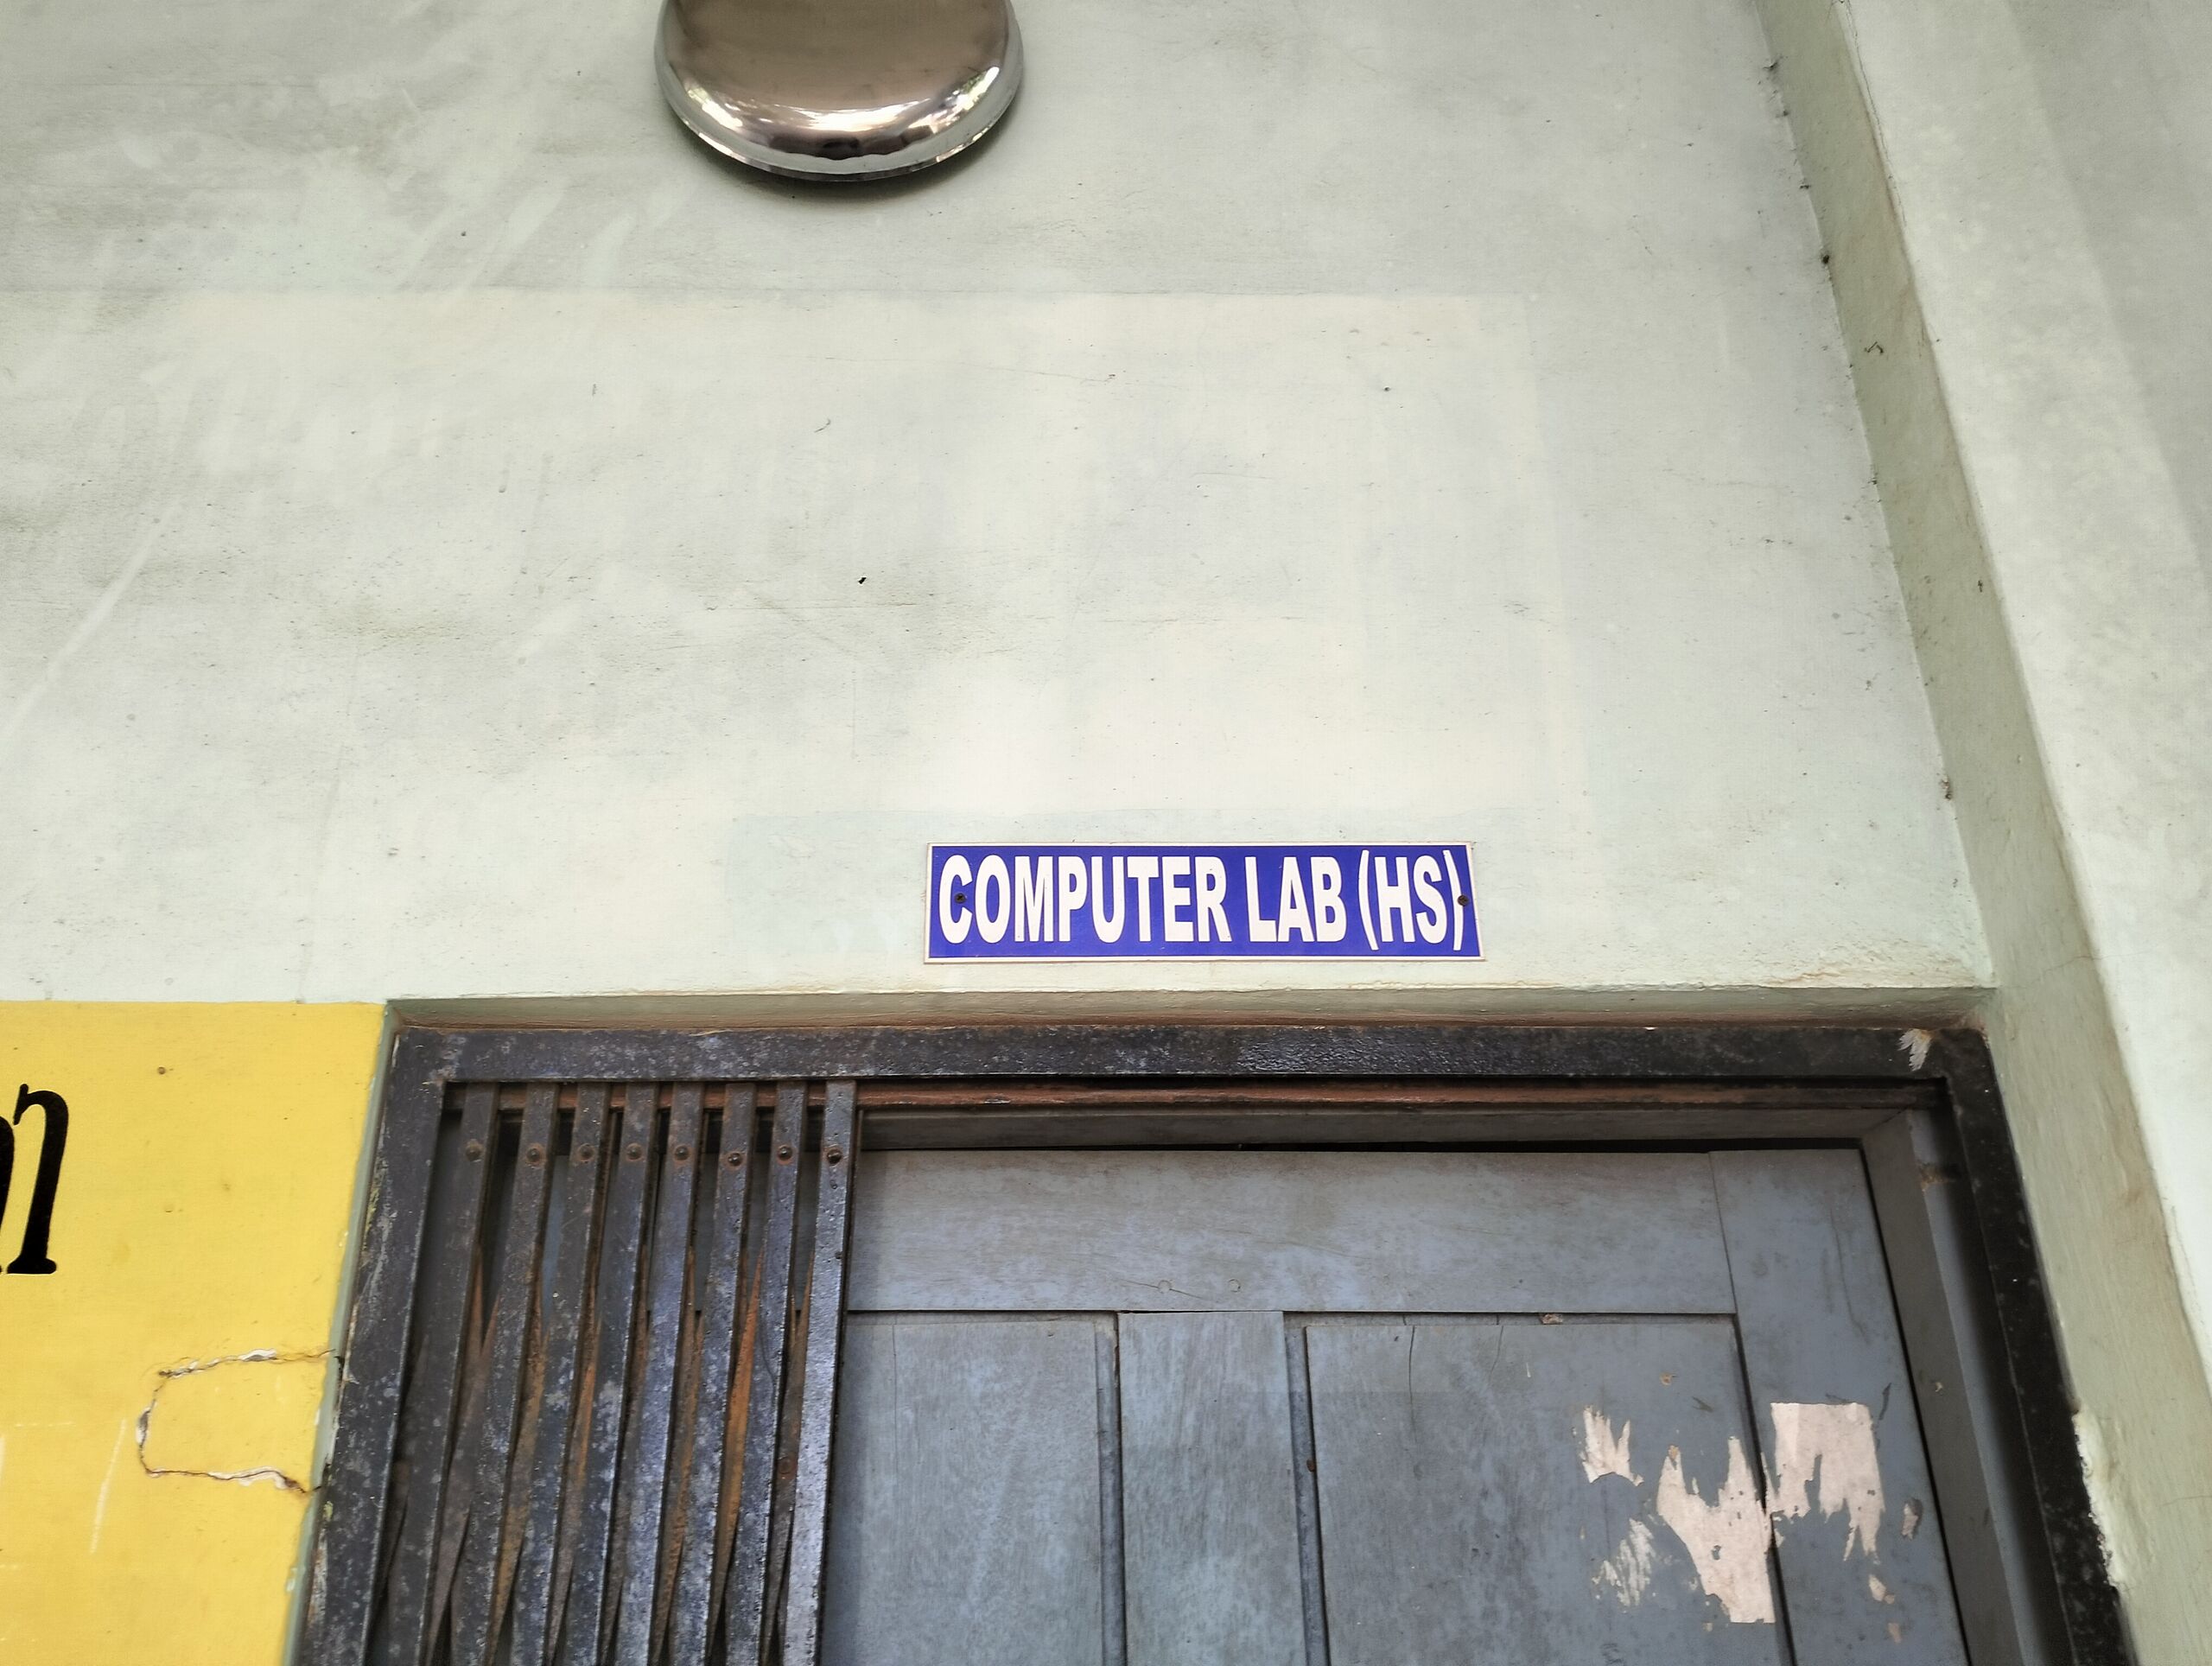 COMPUTER LAB (HS)